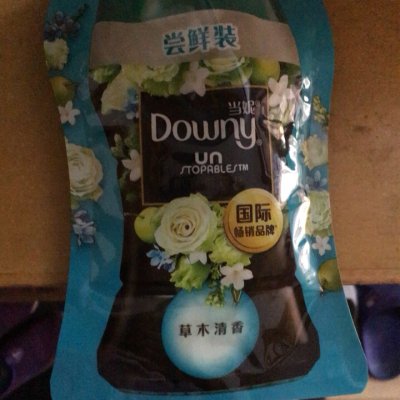 尝鲜装
当妮
Downy®
un
STOPABLES™
国际
畅销品牌
草木清香